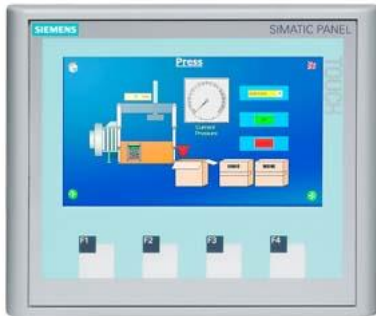 SIEMENS
SIMATIC PANEL
TOUCH
Press
Current
Pressure
F1
F2
F3
F4